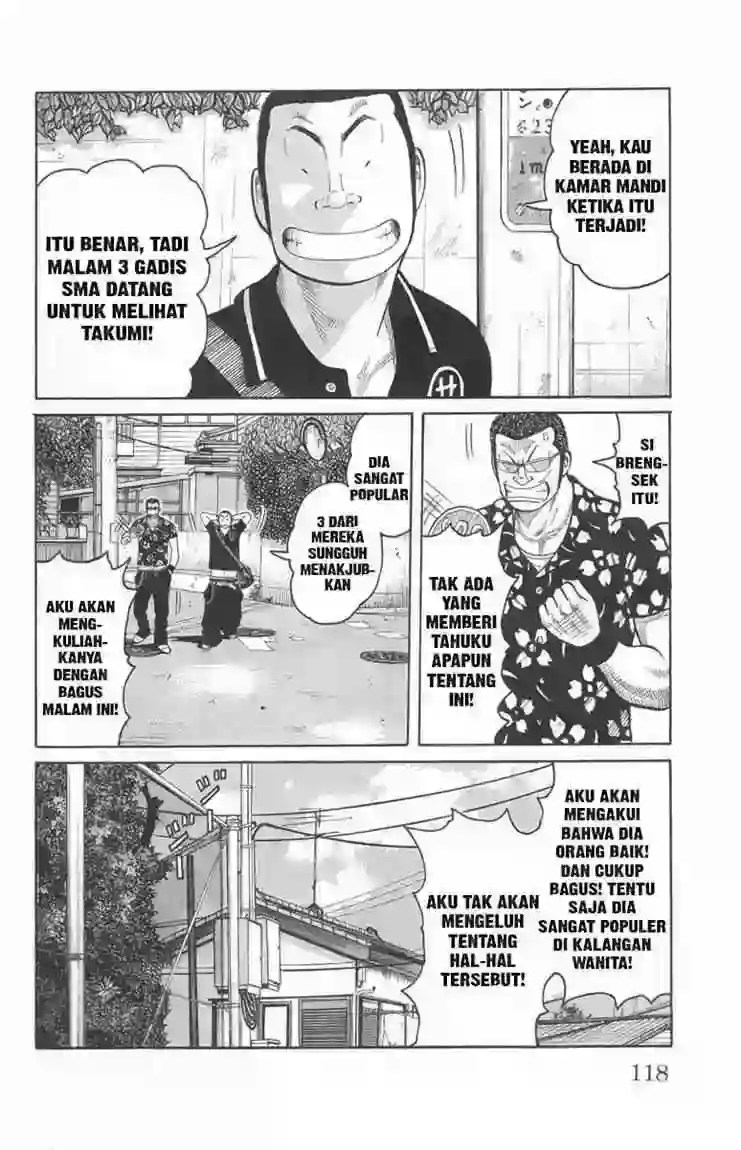 YEAH, KAU
BERADA DI
KAMAR MANDI
KETIKA ITU
TERJADI!
ITU BENAR, TADI
MALAM 3 GADIS
SMA DATANG
UNTUK MELIHAT
TAKUMI!
SI
BRENG-
SEK
ITU!
TAK ADA
YANG
MEMBERI
TAHUKU
APAPUN
TENTANG
INI!
DIA
SANGAT
POPULAR
3 DARI
MEREKA
SUNGGUH
MENAKJUB-
KAN
AKU AKAN
MENG-
KULIAH-
KANYA
DENGAN
BAGUS
MALAM INI!
AKU AKAN
MENGAKUI
BAHWA DIA
ORANG BAIK!
DAN CUKUP
BAGUS! TENTU
SAJA DIA
SANGAT POPULER
DI KALANGAN
WANITA!
AKU TAK AKAN
MENGELUH
TENTANG
HAL-HAL
TERSEBUT!
118